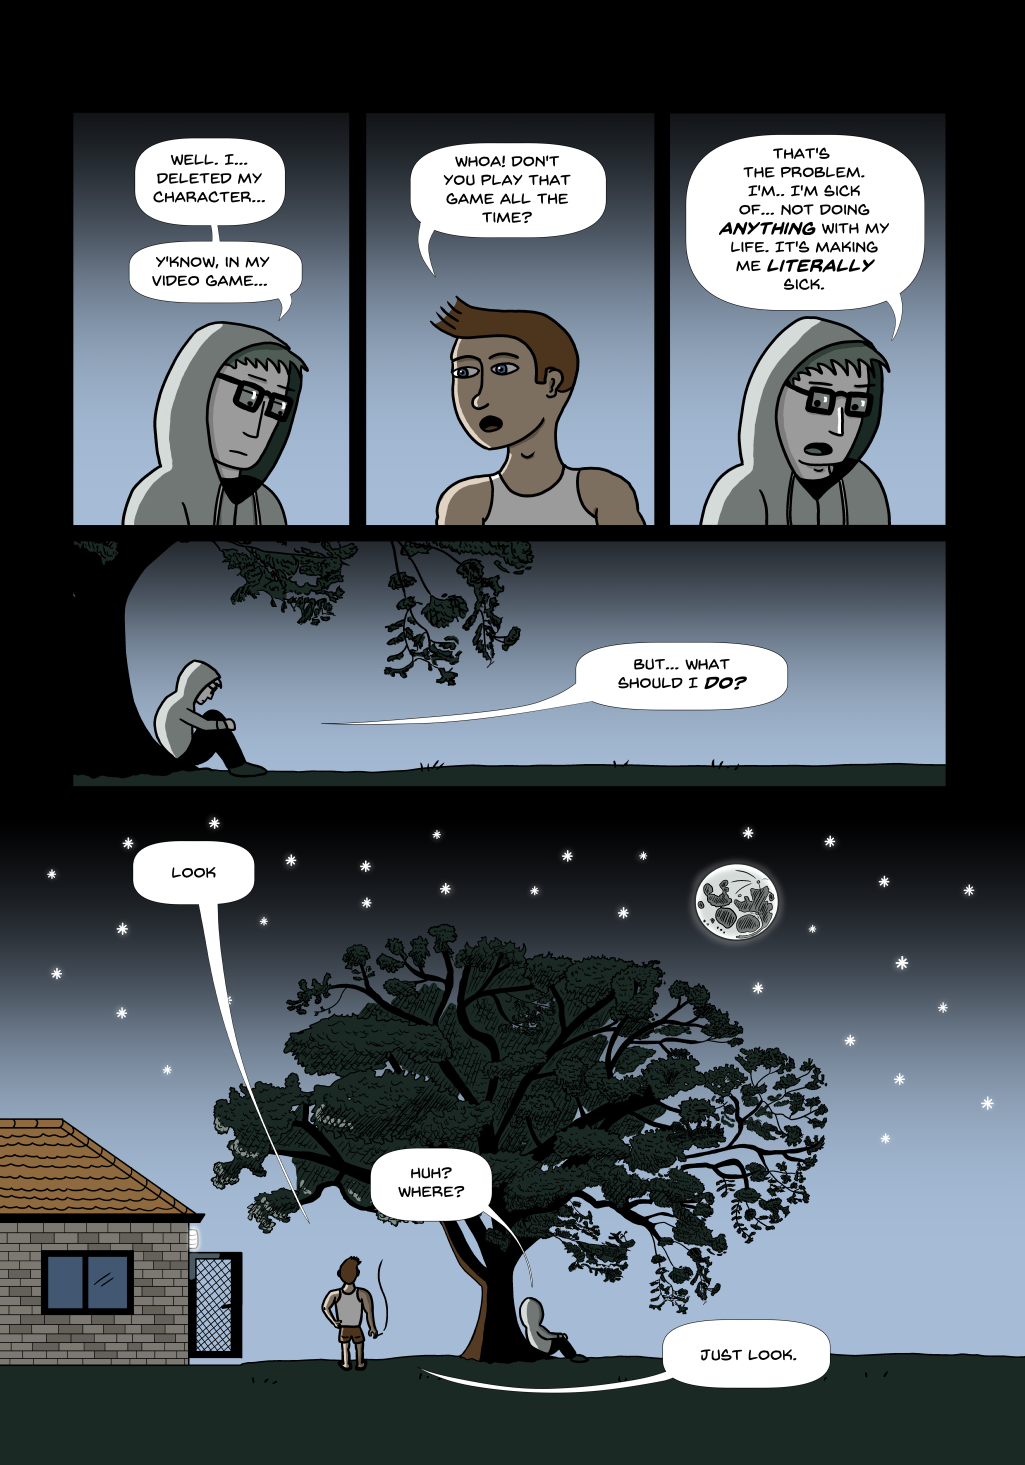 WELL. I...
DELETED MY
CHARACTER...
Y'KNOW, IN MY
VIDEO GAME...
WHOA! DON'T
YOU PLAY THAT
GAME ALL THE
TIME?
THAT'S
THE PROBLEM.
I'M.. I'M SICK
OF... NOT DOING
ANYTHING WITH MY
LIFE. IT'S MAKING
ME LITERALLY
SICK.
BUT... WHAT
SHOULD I DO?
LOOK
HUH?
WHERE?
JUST LOOK.